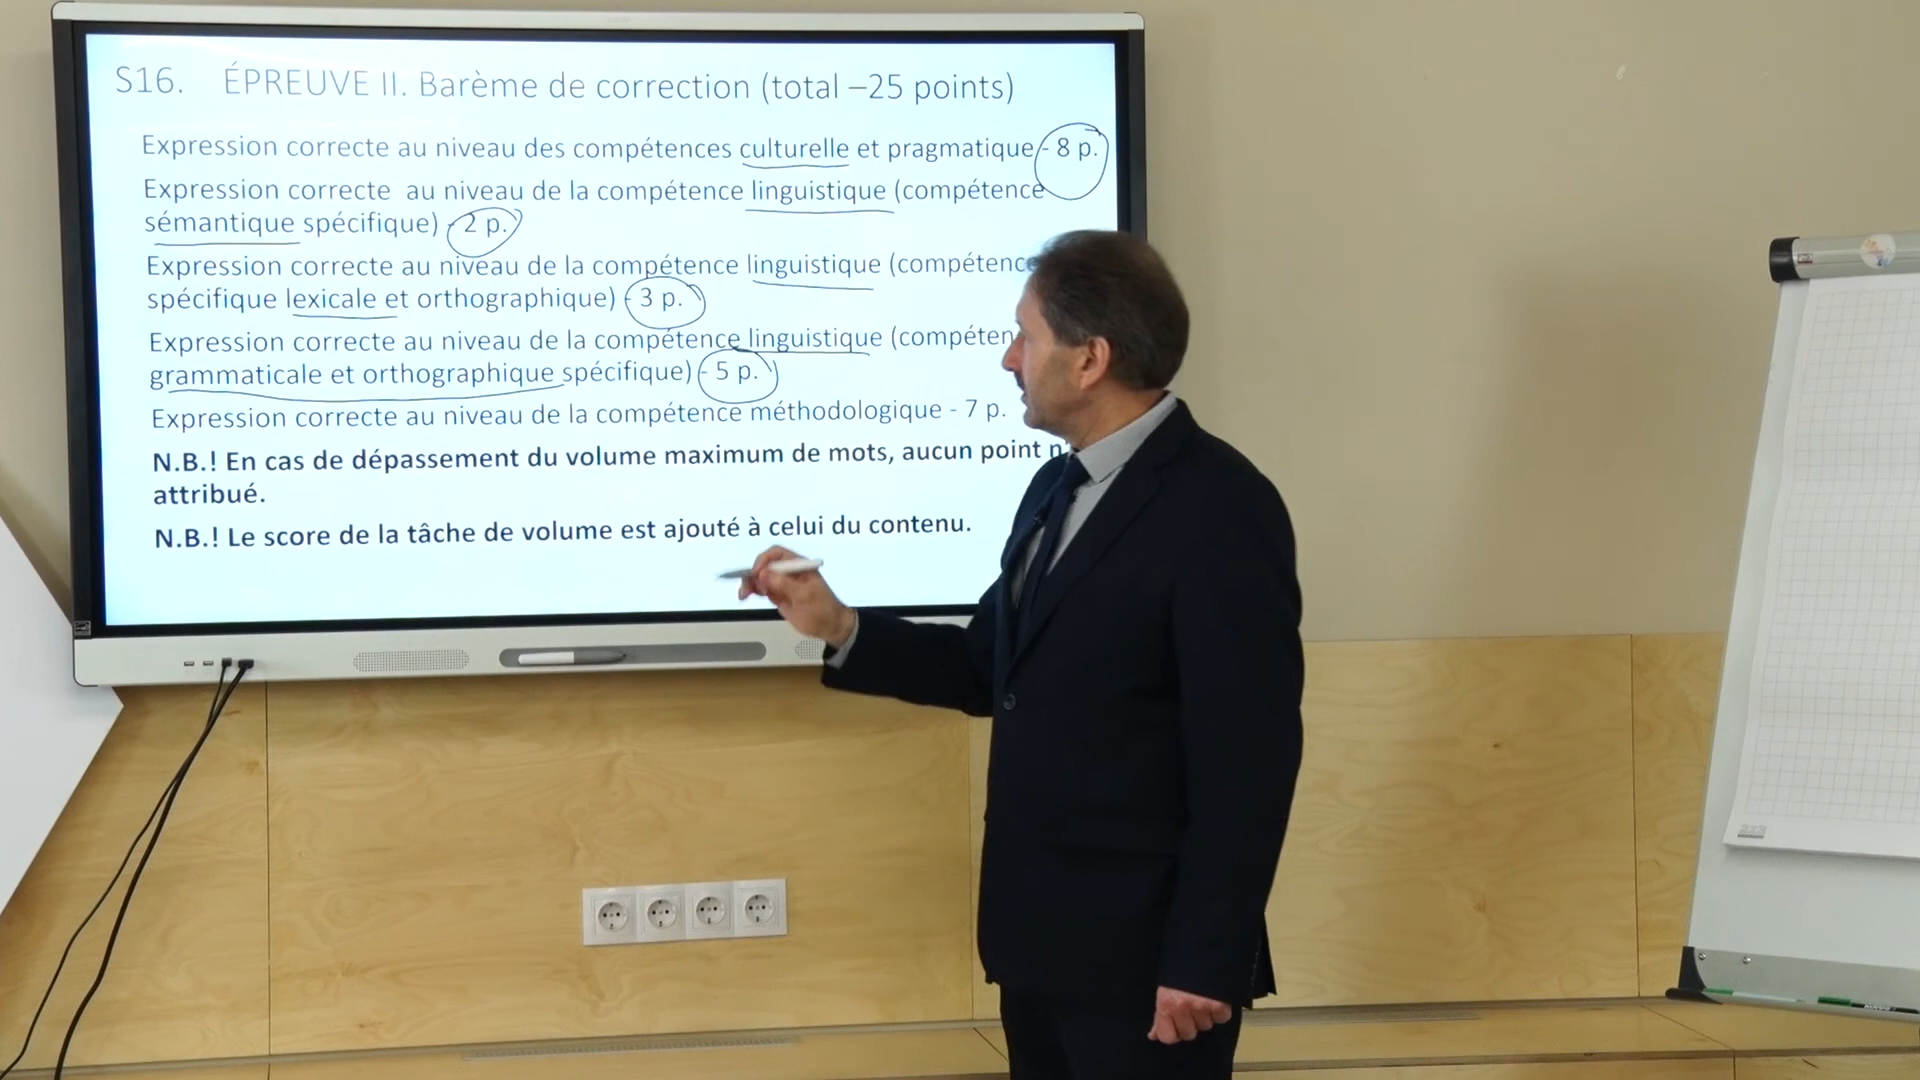 S16. ÉPREUVE II. Barème de correction (total –25 points)
Expression correcte au niveau des compétences culturelle et pragmatique - 8 p.
Expression correcte au niveau de la compétence linguistique (compétence
sémantique spécifique) - 2 p.
Expression correcte au niveau de la compétence linguistique (compétence
spécifique lexicale et orthographique) - 3 p.
Expression correcte au niveau de la compétence linguistique (compéten
grammaticale et orthographique spécifique) - 5 p.
Expression correcte au niveau de la compétence méthodologique - 7 p.
N.B.! En cas de dépassement du volume maximum de mots, aucun point n'
attribué.
N.B.! Le score de la tâche de volume est ajouté à celui du contenu.